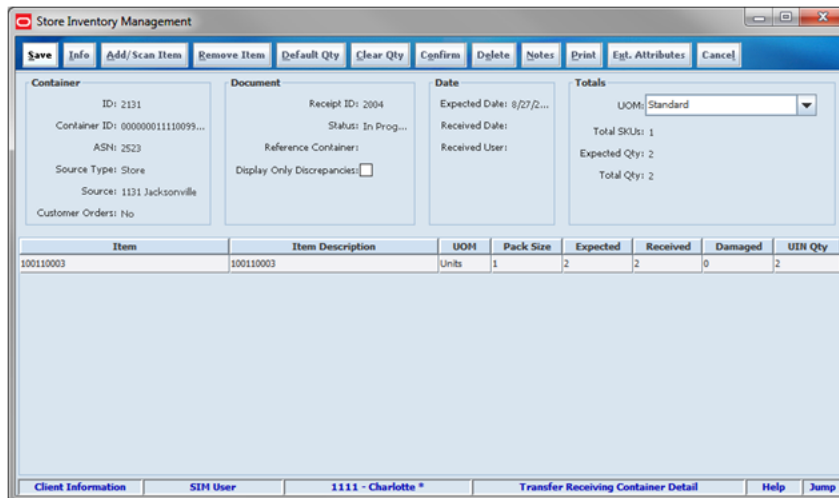 Store Inventory Management
Save Info Add/Scan Item Remove Item Default Qty Clear Qty Confirm Delete Notes Print Ext. Attributes Cancel
Container
ID: 2131
Container ID: 000000011110099...
ASN: 2523
Source Type: Store
Source: 1131 Jacksonville
Customer Orders: No
Document
Receipt ID: 2004
Status: In Prog...
Reference Container:
Display Only Discrepancies:
Date
Expected Date: 8/27/2...
Received Date:
Received User:
Totals
UOM: Standard
Total SKUs: 1
Expected Qty: 2
Total Qty: 2
Item Item Description UOM Pack Size Expected Received Damaged UIN Qty
100110003 100110003 Units 1 2 2 0 2
Client Information SIM User 1111 - Charlotte * Transfer Receiving Container Detail Help Jump